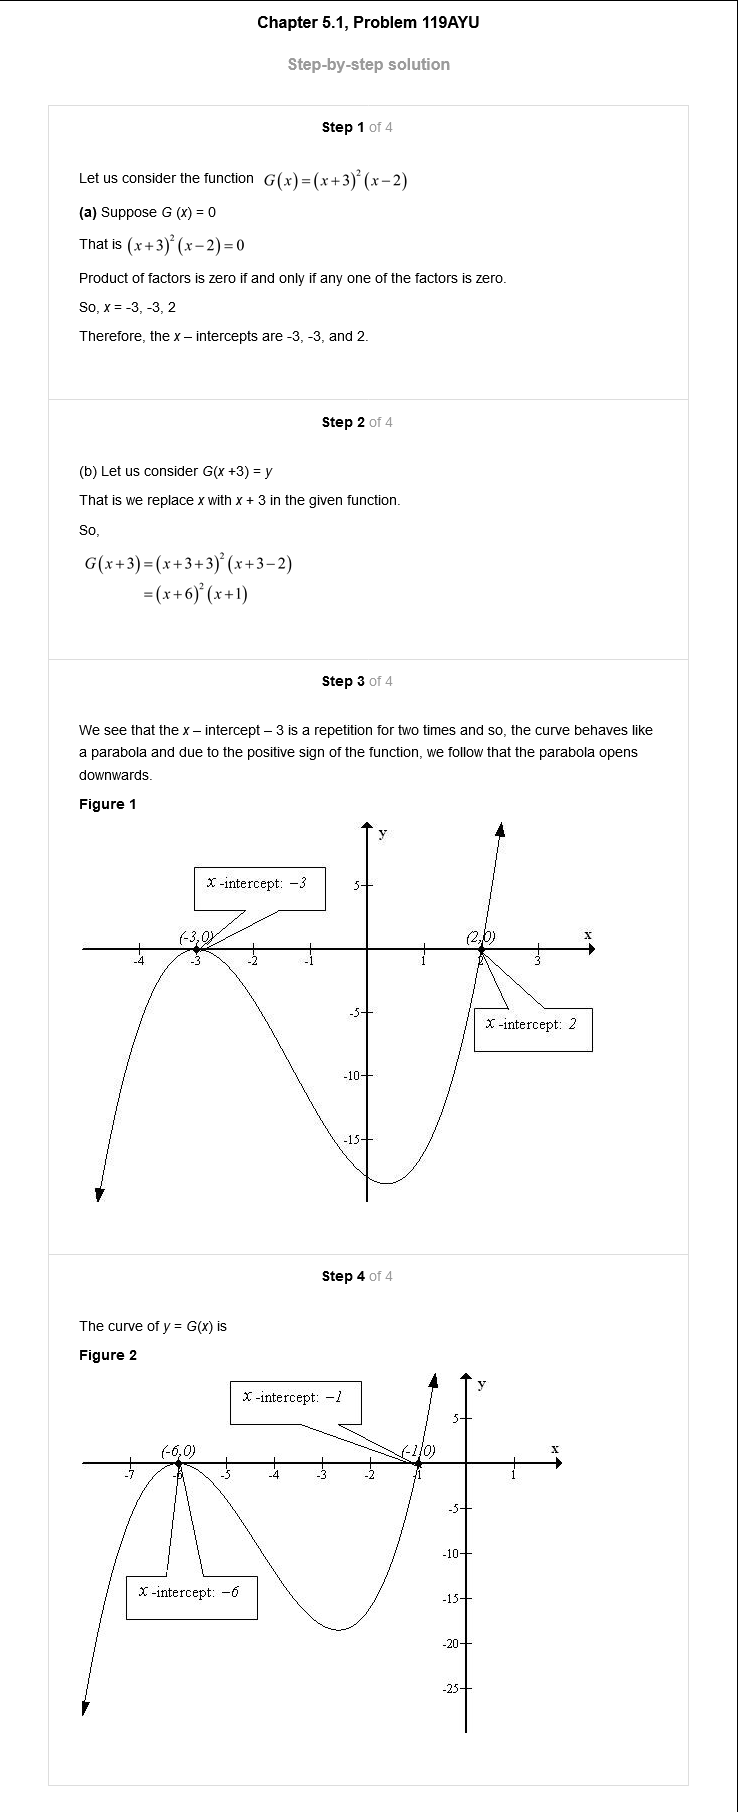 Chapter 5.1, Problem 119AYU
Step-by-step solution
Step 1 of 4
Let us consider the function G(x)=(x+3)²(x−2)
(a) Suppose G (x) = 0
That is (x+3)²(x−2)=0
Product of factors is zero if and only if any one of the factors is zero.
So, x = -3, -3, 2
Therefore, the x – intercepts are -3, -3, and 2.
Step 2 of 4
(b) Let us consider G(x +3) = y
That is we replace x with x + 3 in the given function.
So,
G(x+3)=(x+3+3)²(x+3−2)
=(x+6)²(x+1)
Step 3 of 4
We see that the x – intercept – 3 is a repetition for two times and so, the curve behaves like
a parabola and due to the positive sign of the function, we follow that the parabola opens
downwards.
Figure 1
y
x -intercept: −3
5
(-3,0)
(2,0)
x
-4 -3 -2 -1 1 2 3
-5
x -intercept: 2
-10
-15
Step 4 of 4
The curve of y = G(x) is
Figure 2
y
x -intercept: −1
5
(-6,0)
(-1,0)
x
-7 -6 -5 -4 -3 -2 -1 1
-5
-10
x -intercept: −6
-15
-20
-25